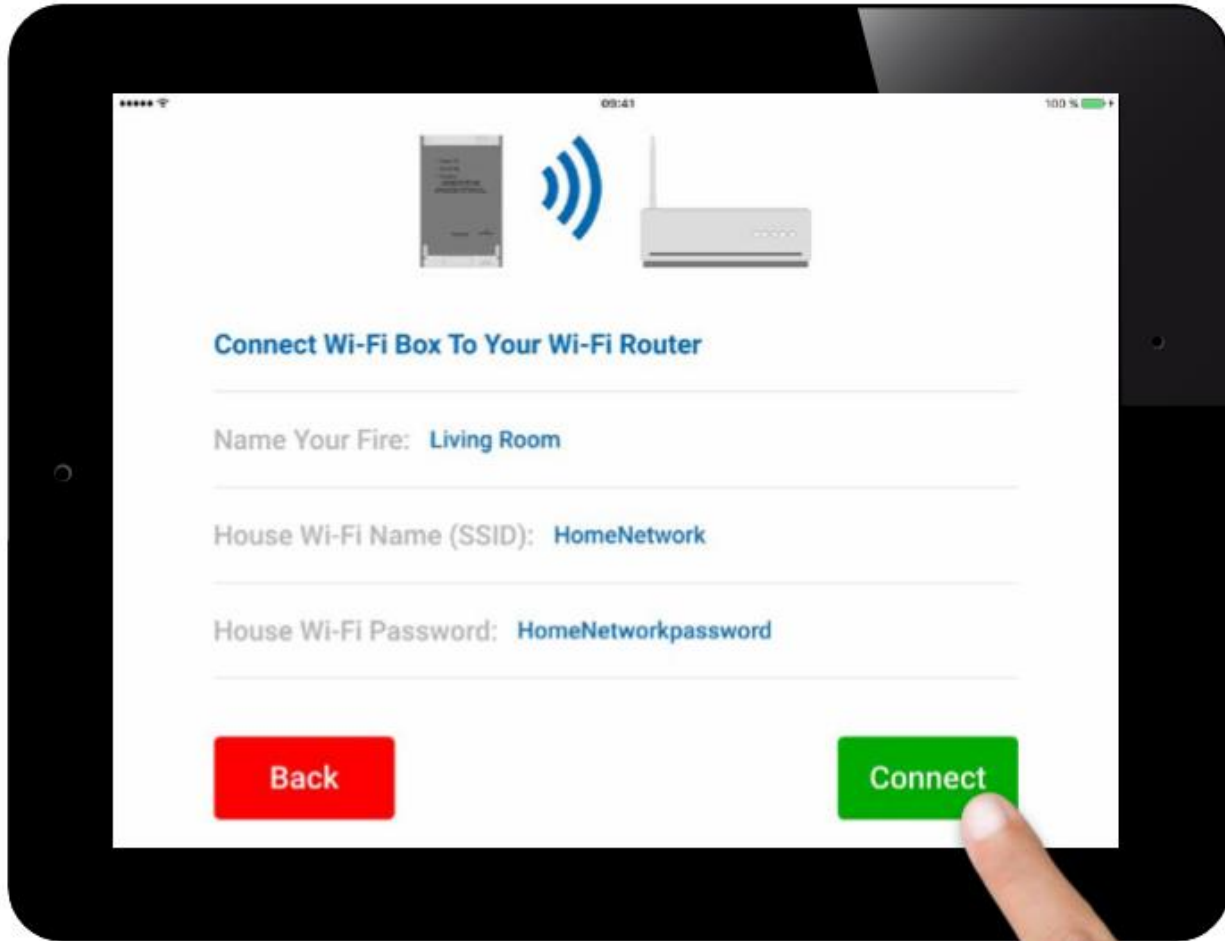 09:41
100 %
Connect Wi-Fi Box To Your Wi-Fi Router
Name Your Fire: Living Room
House Wi-Fi Name (SSID): HomeNetwork
House Wi-Fi Password: HomeNetworkpassword
Back
Connect